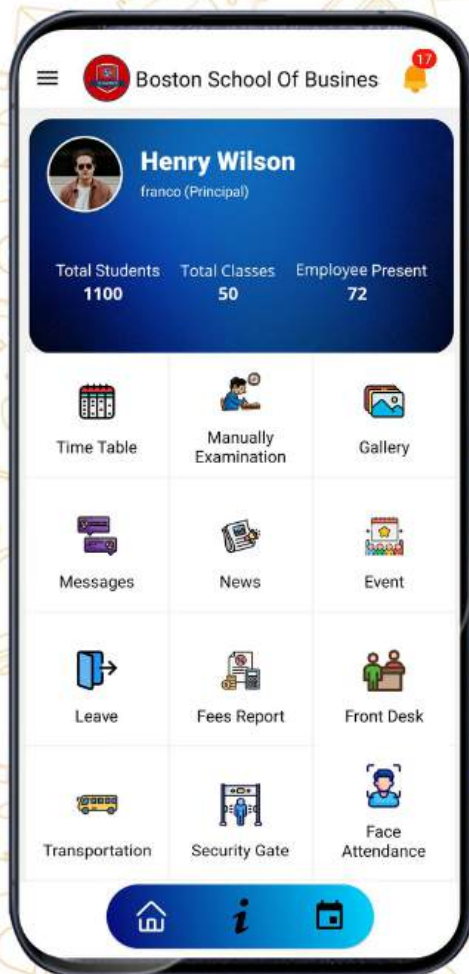 Boston School Of Busines
17
Henry Wilson
franco (Principal)
Total Students Total Classes Employee Present
1100 50 72
Time Table
Manually
Examination
Gallery
Messages
News
Event
Leave
Fees Report
Front Desk
Transportation
Security Gate
Face
Attendance
i